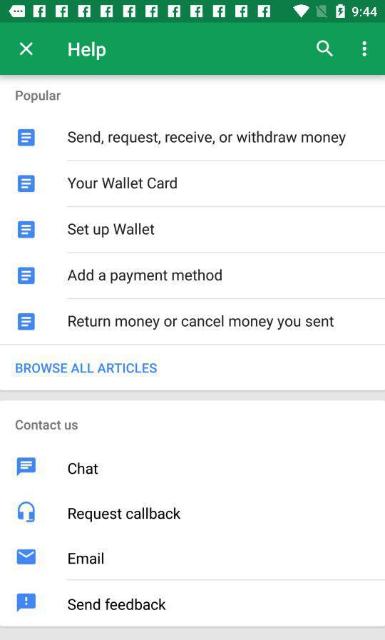 9:44
Help
Popular
Send, request, receive, or withdraw money
Your Wallet Card
Set up Wallet
Add a payment method
Return money or cancel money you sent
BROWSE ALL ARTICLES
Contact us
Chat
Request callback
Email
Send feedback